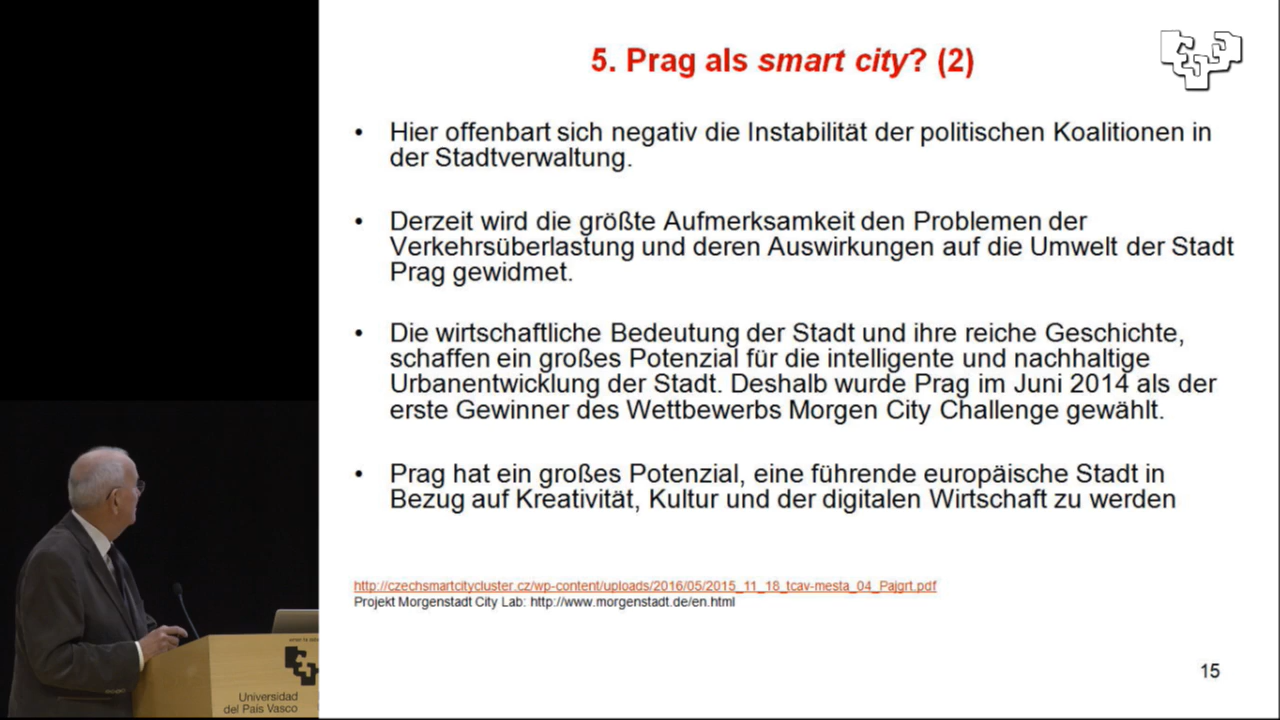 5. Prag als smart city? (2)
• Hier offenbart sich negativ die Instabilität der politischen Koalitionen in
der Stadtverwaltung.
• Derzeit wird die größte Aufmerksamkeit den Problemen der
Verkehrsüberlastung und deren Auswirkungen auf die Umwelt der Stadt
Prag gewidmet.
• Die wirtschaftliche Bedeutung der Stadt und ihre reiche Geschichte,
schaffen ein großes Potenzial für die intelligente und nachhaltige
Urbanentwicklung der Stadt. Deshalb wurde Prag im Juni 2014 als der
erste Gewinner des Wettbewerbs Morgen City Challenge gewählt.
• Prag hat ein großes Potenzial, eine führende europäische Stadt in
Bezug auf Kreativität, Kultur und der digitalen Wirtschaft zu werden
http://czechsmartcitycluster.cz/wp-content/uploads/2016/05/2015_11_18_tcav-mesta_04_Pajgrt.pdf
Projekt Morgenstadt City Lab: http://www.morgenstadt.de/en.html
15
Universidad
del País Vasco